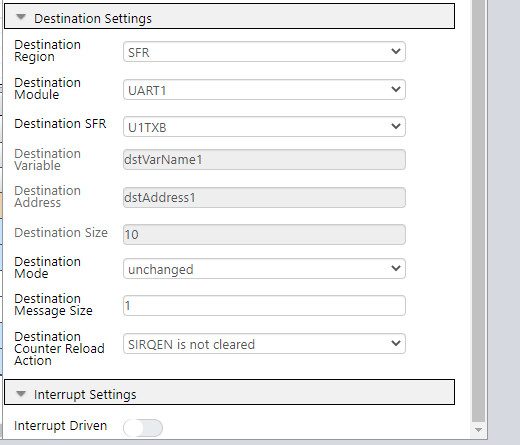 Destination Settings
Destination
Region
SFR
Destination
Module
UART1
Destination SFR
U1TXB
Destination
Variable
dstVarName1
Destination
Address
dstAddress1
Destination Size
10
Destination
Mode
unchanged
Destination
Message Size
1
Destination
Counter Reload
Action
SIRQEN is not cleared
Interrupt Settings
Interrupt Driven